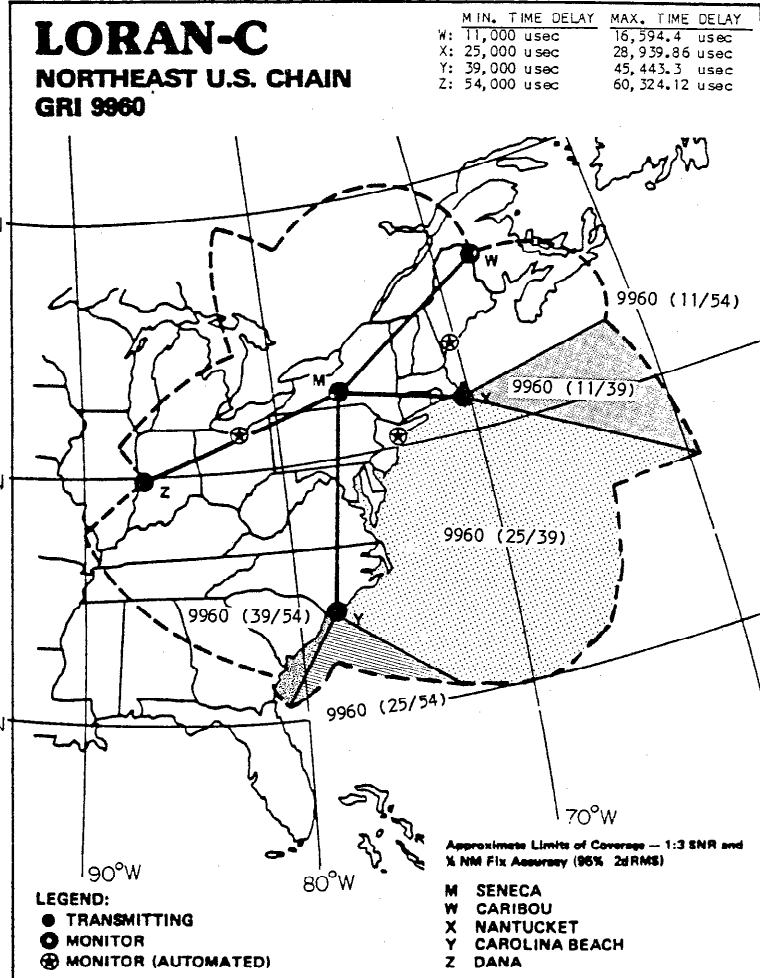 LORAN-C
NORTHEAST U.S. CHAIN
GRI 9960
MIN. TIME DELAY MAX. TIME DELAY
W: 11,000 usec 16,594.4 usec
X: 25,000 usec 28,939.86 usec
Y: 39,000 usec 45,443.3 usec
Z: 54,000 usec 60,324.12 usec
W
9960 (11/54)
M
9960 (11/39)
X
Z
9960 (25/39)
9960 (39/54)
Y
9960 (25/54)
70°W
90°W
80°W
Approximate Limits of Coverage — 1:3 SNR and
¼ NM Fix Accuracy (95% 2dRMS)
LEGEND:
TRANSMITTING
MONITOR
MONITOR (AUTOMATED)
M SENECA
W CARIBOU
X NANTUCKET
Y CAROLINA BEACH
Z DANA